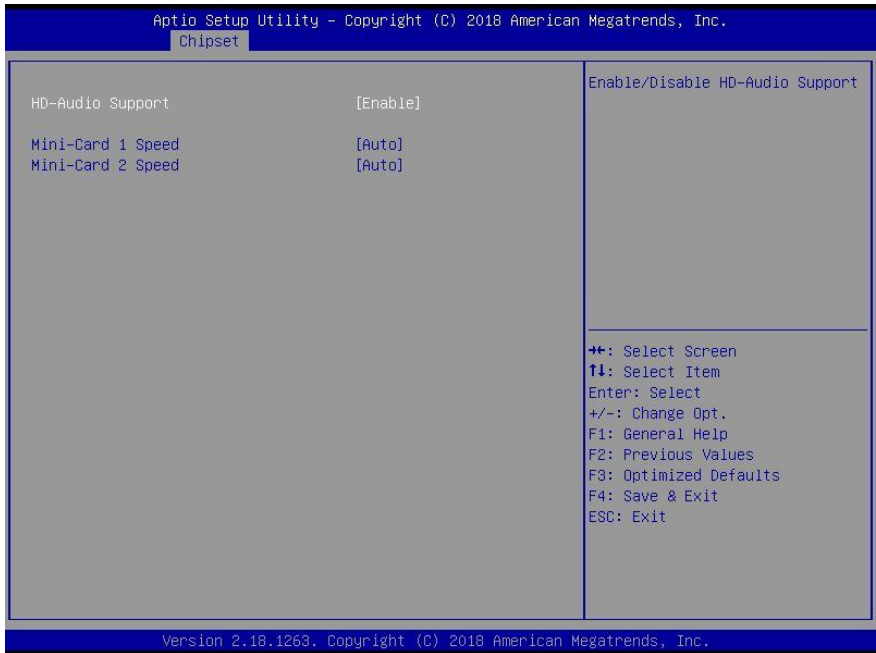 Aptio Setup Utility – Copyright (C) 2018 American Megatrends, Inc.
Chipset
HD-Audio Support [Enable]
Mini-Card 1 Speed [Auto]
Mini-Card 2 Speed [Auto]
Enable/Disable HD-Audio Support
→←: Select Screen
↑↓: Select Item
Enter: Select
+/-: Change Opt.
F1: General Help
F2: Previous Values
F3: Optimized Defaults
F4: Save & Exit
ESC: Exit
Version 2.18.1263. Copyright (C) 2018 American Megatrends, Inc.